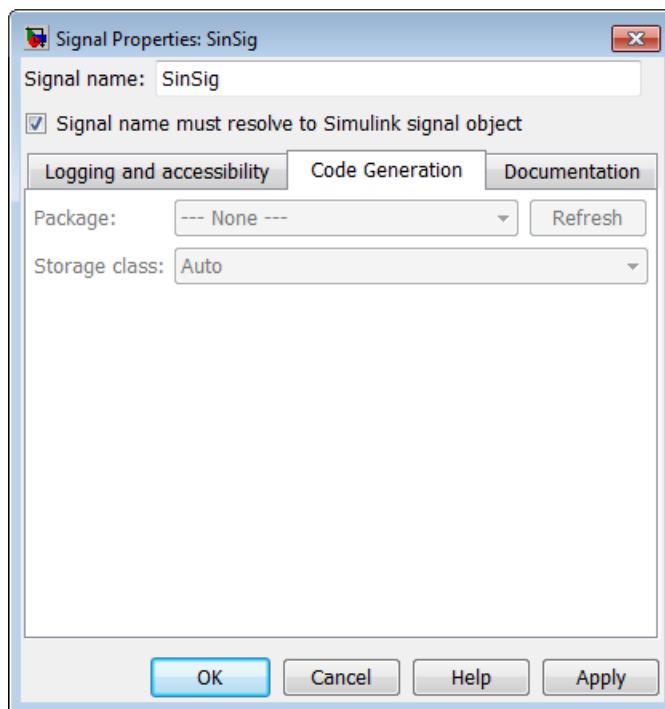 Signal Properties: SinSig
Signal name: SinSig
Signal name must resolve to Simulink signal object
Logging and accessibility Code Generation Documentation
Package: --- None --- Refresh
Storage class: Auto
OK Cancel Help Apply